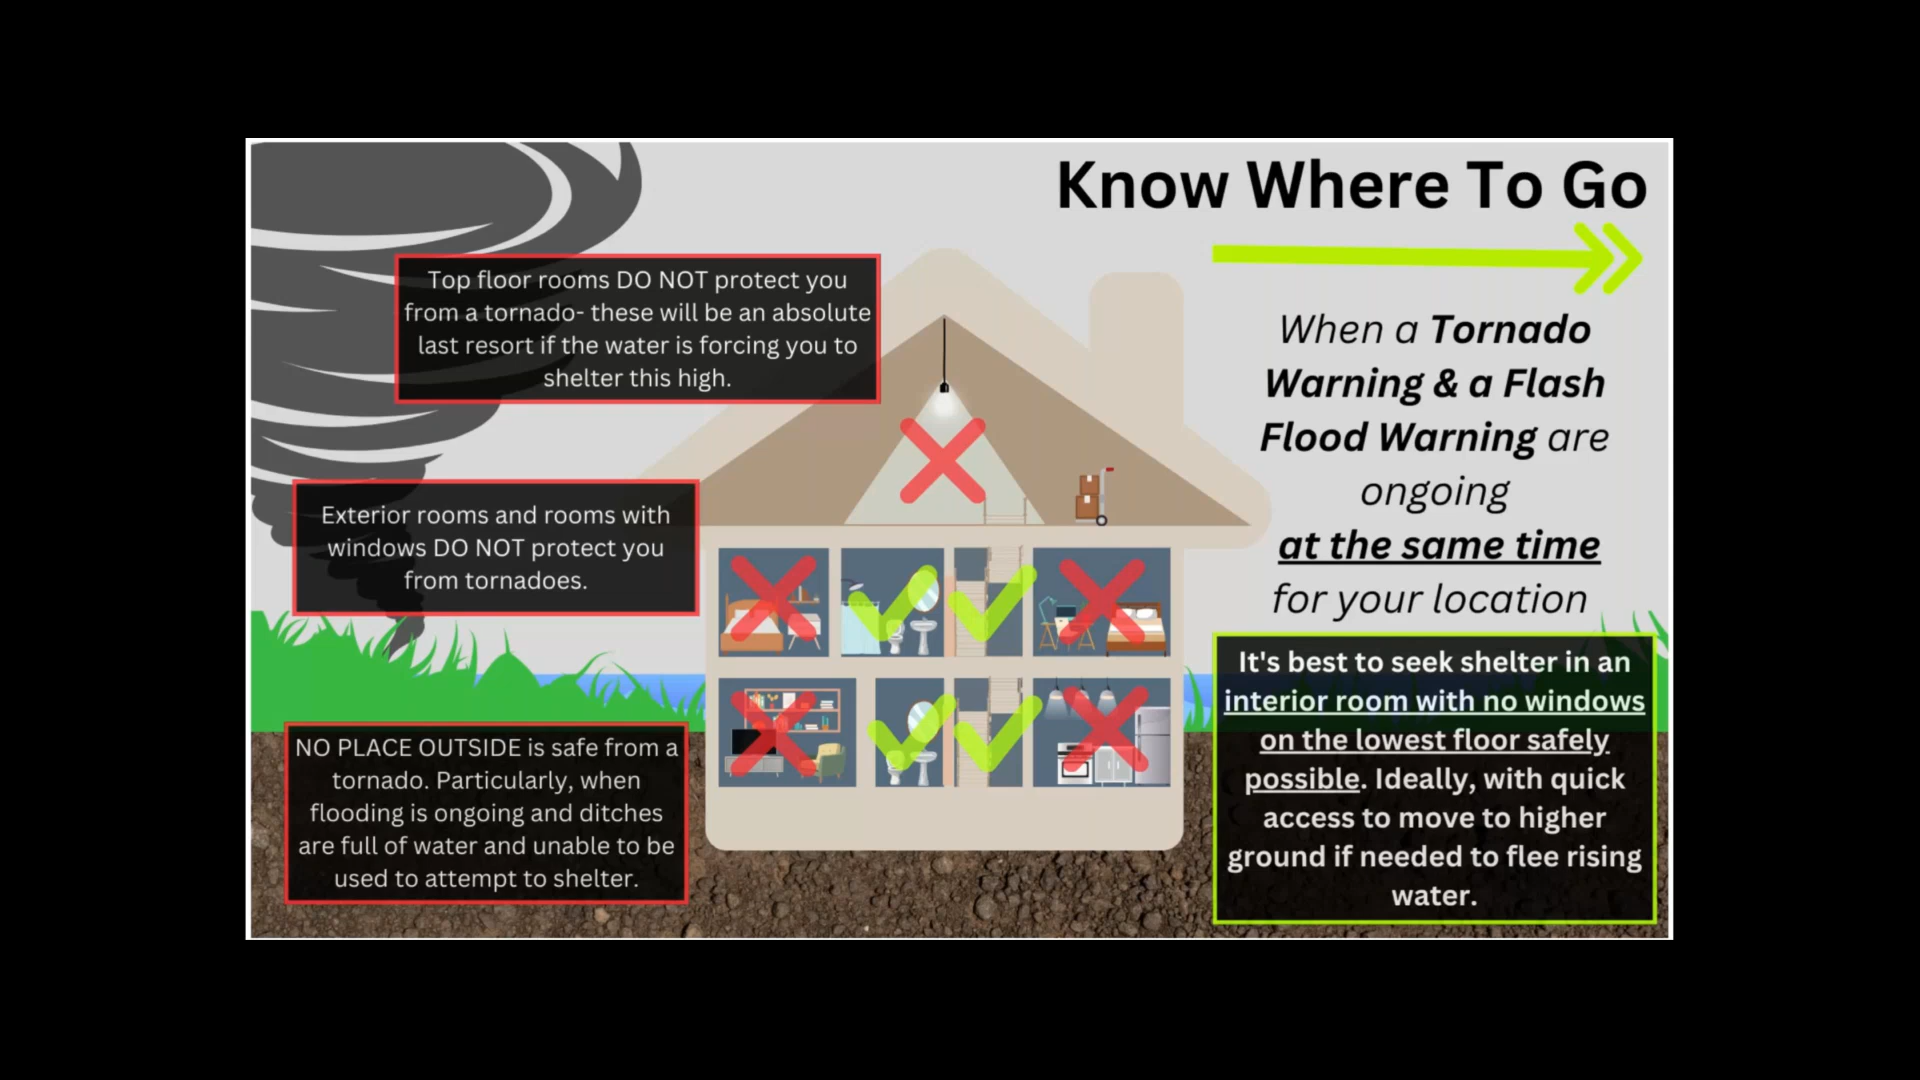 Know Where To Go
Top floor rooms DO NOT protect you
from a tornado- these will be an absolute
last resort if the water is forcing you to
shelter this high.
Exterior rooms and rooms with
windows DO NOT protect you
from tornadoes.
NO PLACE OUTSIDE is safe from a
tornado. Particularly, when
flooding is ongoing and ditches
are full of water and unable to be
used to attempt to shelter.
When a Tornado
Warning & a Flash
Flood Warning are
ongoing
at the same time
for your location
It's best to seek shelter in an
interior room with no windows
on the lowest floor safely
possible. Ideally, with quick
access to move to higher
ground if needed to flee rising
water.